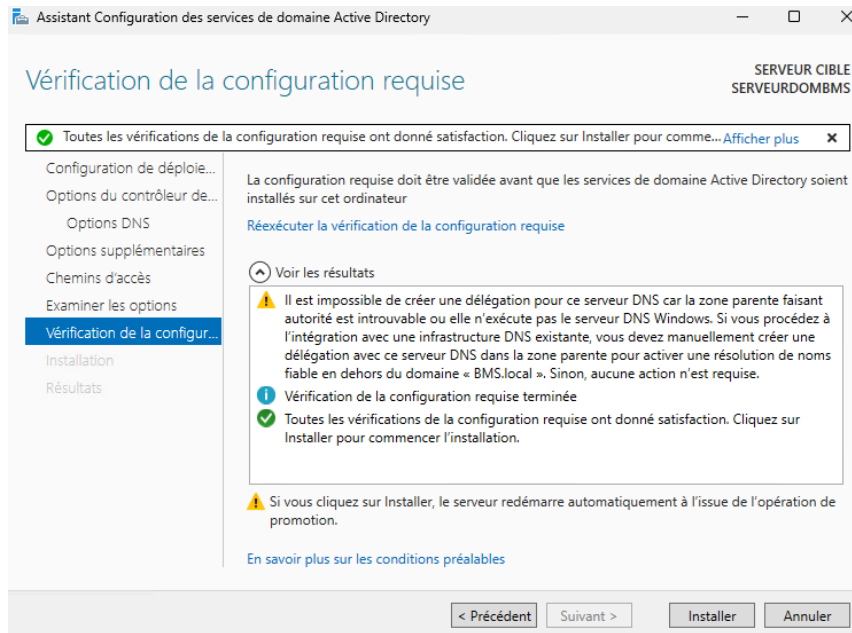 Assistant Configuration des services de domaine Active Directory
Vérification de la configuration requise
SERVEUR CIBLE
SERVEURDOMBMS
Toutes les vérifications de la configuration requise ont donné satisfaction. Cliquez sur Installer pour comme... Afficher plus
Configuration de déploie...
Options du contrôleur de...
Options DNS
Options supplémentaires
Chemins d'accès
Examiner les options
Vérification de la configur...
Installation
Résultats
La configuration requise doit être validée avant que les services de domaine Active Directory soient
installés sur cet ordinateur
Réexécuter la vérification de la configuration requise
Voir les résultats
Il est impossible de créer une délégation pour ce serveur DNS car la zone parente faisant
autorité est introuvable ou elle n'exécute pas le serveur DNS Windows. Si vous procédez à
l'intégration avec une infrastructure DNS existante, vous devez manuellement créer une
délégation avec ce serveur DNS dans la zone parente pour activer une résolution de noms
fiable en dehors du domaine « BMS.local ». Sinon, aucune action n'est requise.
Vérification de la configuration requise terminée
Toutes les vérifications de la configuration requise ont donné satisfaction. Cliquez sur
Installer pour commencer l'installation.
Si vous cliquez sur Installer, le serveur redémarre automatiquement à l'issue de l'opération de
promotion.
En savoir plus sur les conditions préalables
< Précédent
Suivant >
Installer
Annuler